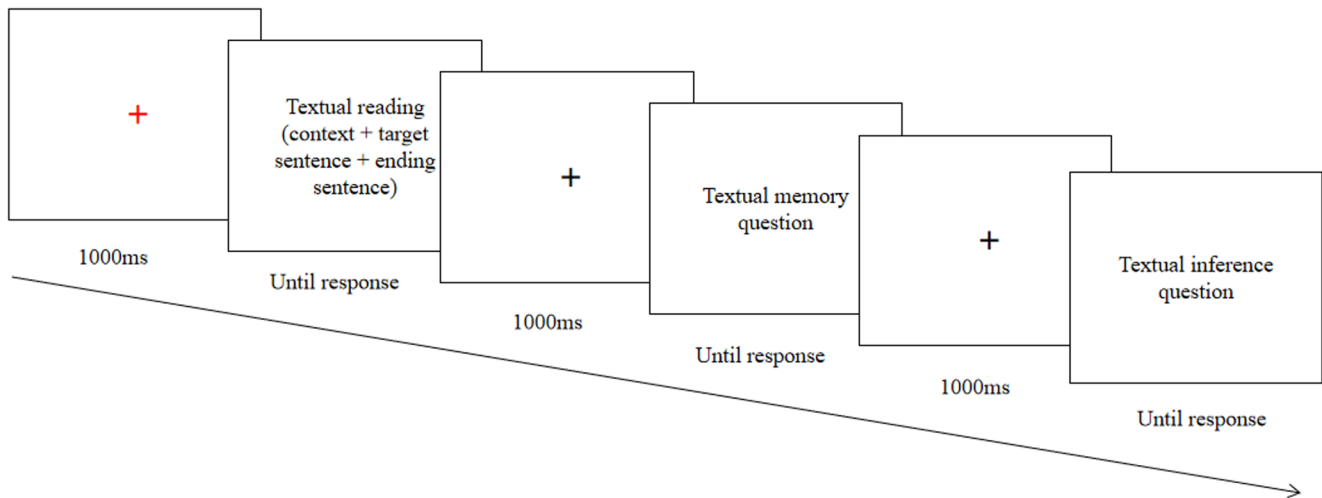 +
1000ms
Textual reading
(context + target
sentence + ending
sentence)
Until response
+
1000ms
Textual memory
question
Until response
+
1000ms
Textual inference
question
Until response